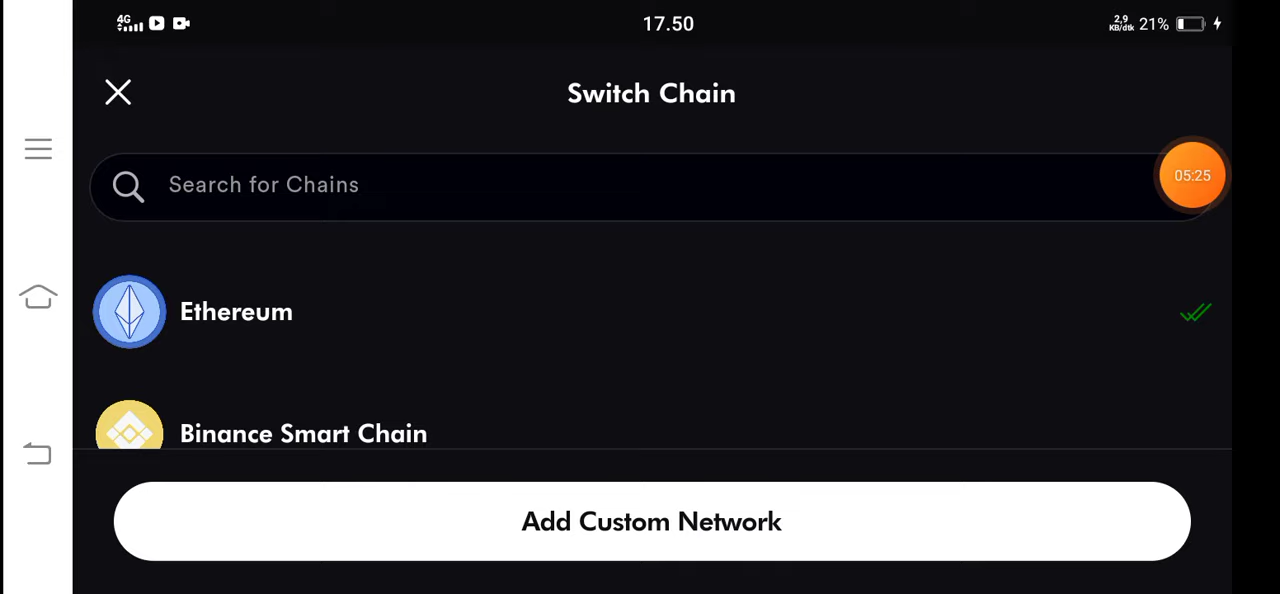 4G 17.50 2,9 KB/dtk 21%
Switch Chain
Search for Chains
05:25
Ethereum
Binance Smart Chain
Add Custom Network